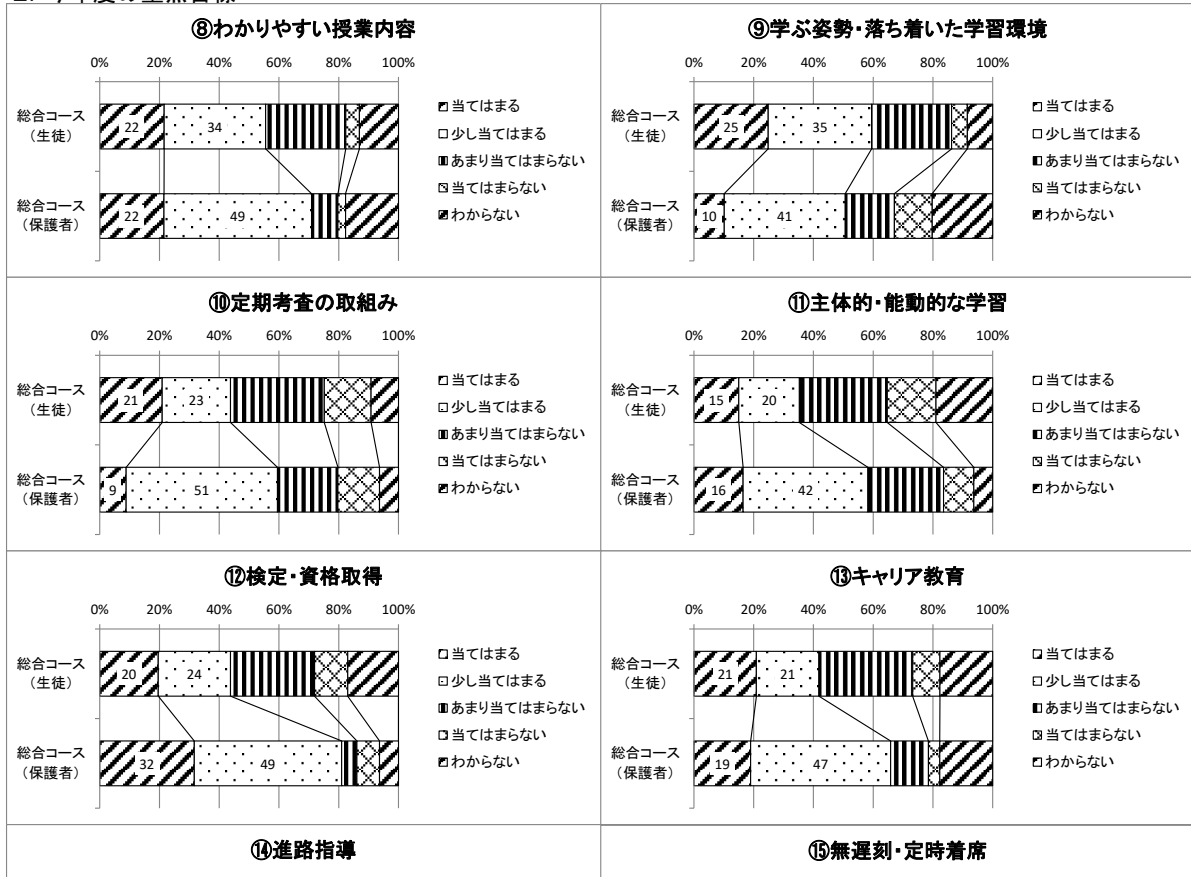 ⑧わかりやすい授業内容
0% 20% 40% 60% 80% 100%
総合コース
（生徒）
22 34
総合コース
（保護者）
22 49
当てはまる
少し当てはまる
あまり当てはまらない
当てはまらない
わからない
⑨学ぶ姿勢・落ち着いた学習環境
0% 20% 40% 60% 80% 100%
総合コース
（生徒）
25 35
総合コース
（保護者）
10 41
当てはまる
少し当てはまる
あまり当てはまらない
当てはまらない
わからない
⑩定期考査の取組み
0% 20% 40% 60% 80% 100%
総合コース
（生徒）
21 23
総合コース
（保護者）
9 51
当てはまる
少し当てはまる
あまり当てはまらない
当てはまらない
わからない
⑪主体的・能動的な学習
0% 20% 40% 60% 80% 100%
総合コース
（生徒）
15 20
総合コース
（保護者）
16 42
当てはまる
少し当てはまる
あまり当てはまらない
当てはまらない
わからない
⑫検定・資格取得
0% 20% 40% 60% 80% 100%
総合コース
（生徒）
20 24
総合コース
（保護者）
32 49
当てはまる
少し当てはまる
あまり当てはまらない
当てはまらない
わからない
⑬キャリア教育
0% 20% 40% 60% 80% 100%
総合コース
（生徒）
21 21
総合コース
（保護者）
19 47
当てはまる
少し当てはまる
あまり当てはまらない
当てはまらない
わからない
⑭進路指導
⑮無遅刻・定時着席